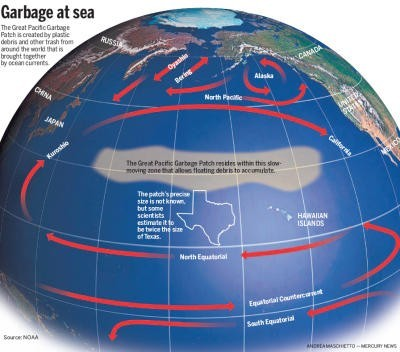 Garbage at sea
The Great Pacific Garbage
Patch is created by plastic
debris and other trash from
around the world that is
brought together
by ocean currents.
RUSSIA
Oyashio
Bering
Alaska
CANADA
North Pacific
UNITED
STATES
CHINA
JAPAN
Kuroshio
California
MEXICO
The Great Pacific Garbage Patch resides within this slow-
moving zone that allows floating debris to accumulate.
The patch's precise
size is not known,
but some
scientists
estimate it to
be twice the size
of Texas.
HAWAIIAN
ISLANDS
North Equatorial
Equatorial Countercurrent
South Equatorial
Source: NOAA
ANDREA MASCHIETTO — MERCURY NEWS